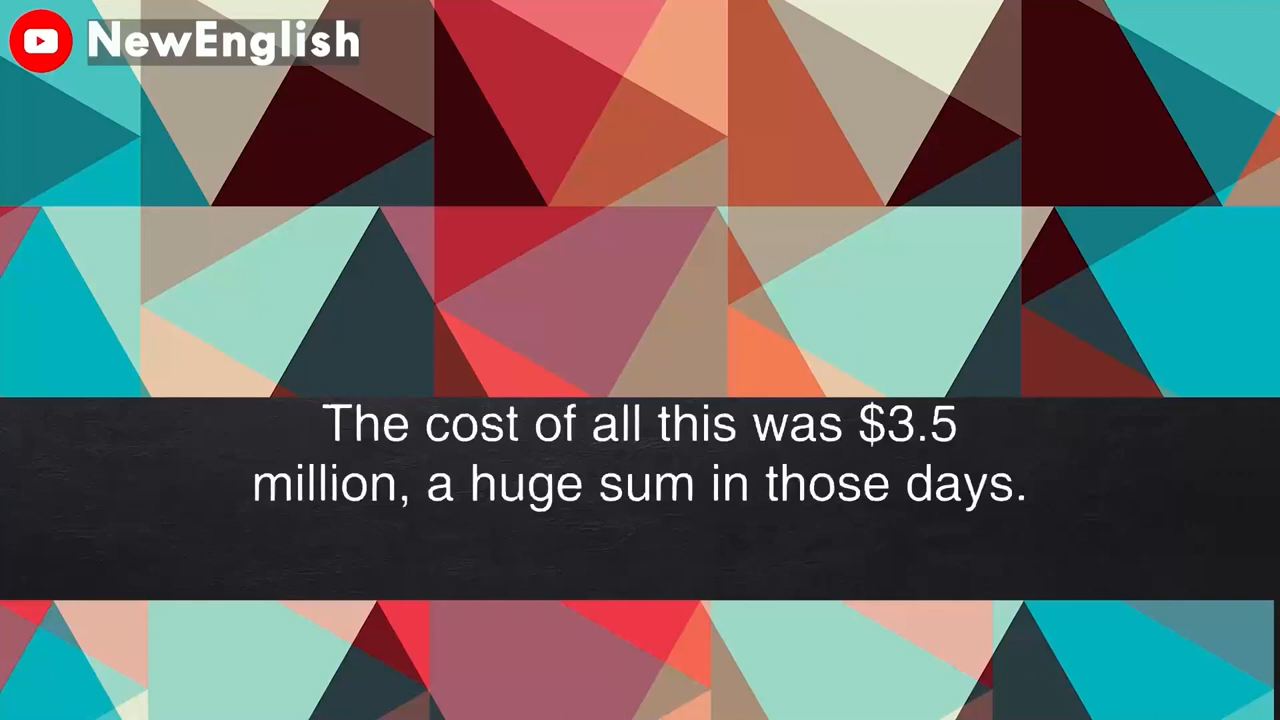 NewEnglish
The cost of all this was $3.5
million, a huge sum in those days.